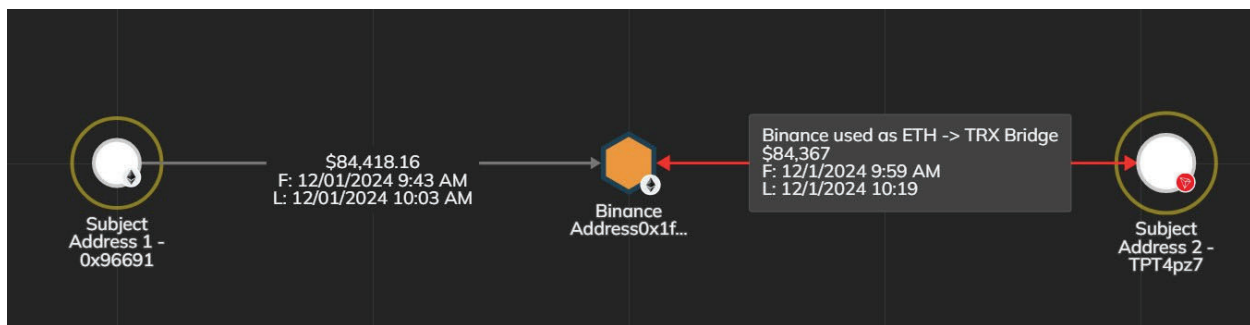 $84,418.16
F: 12/01/2024 9:43 AM
L: 12/01/2024 10:03 AM
Binance used as ETH -> TRX Bridge
$84,367
F: 12/1/2024 9:59 AM
L: 12/1/2024 10:19
Subject
Address 1 -
0x96691
Binance
Address0x1f...
Subject
Address 2 -
TPT4pz7